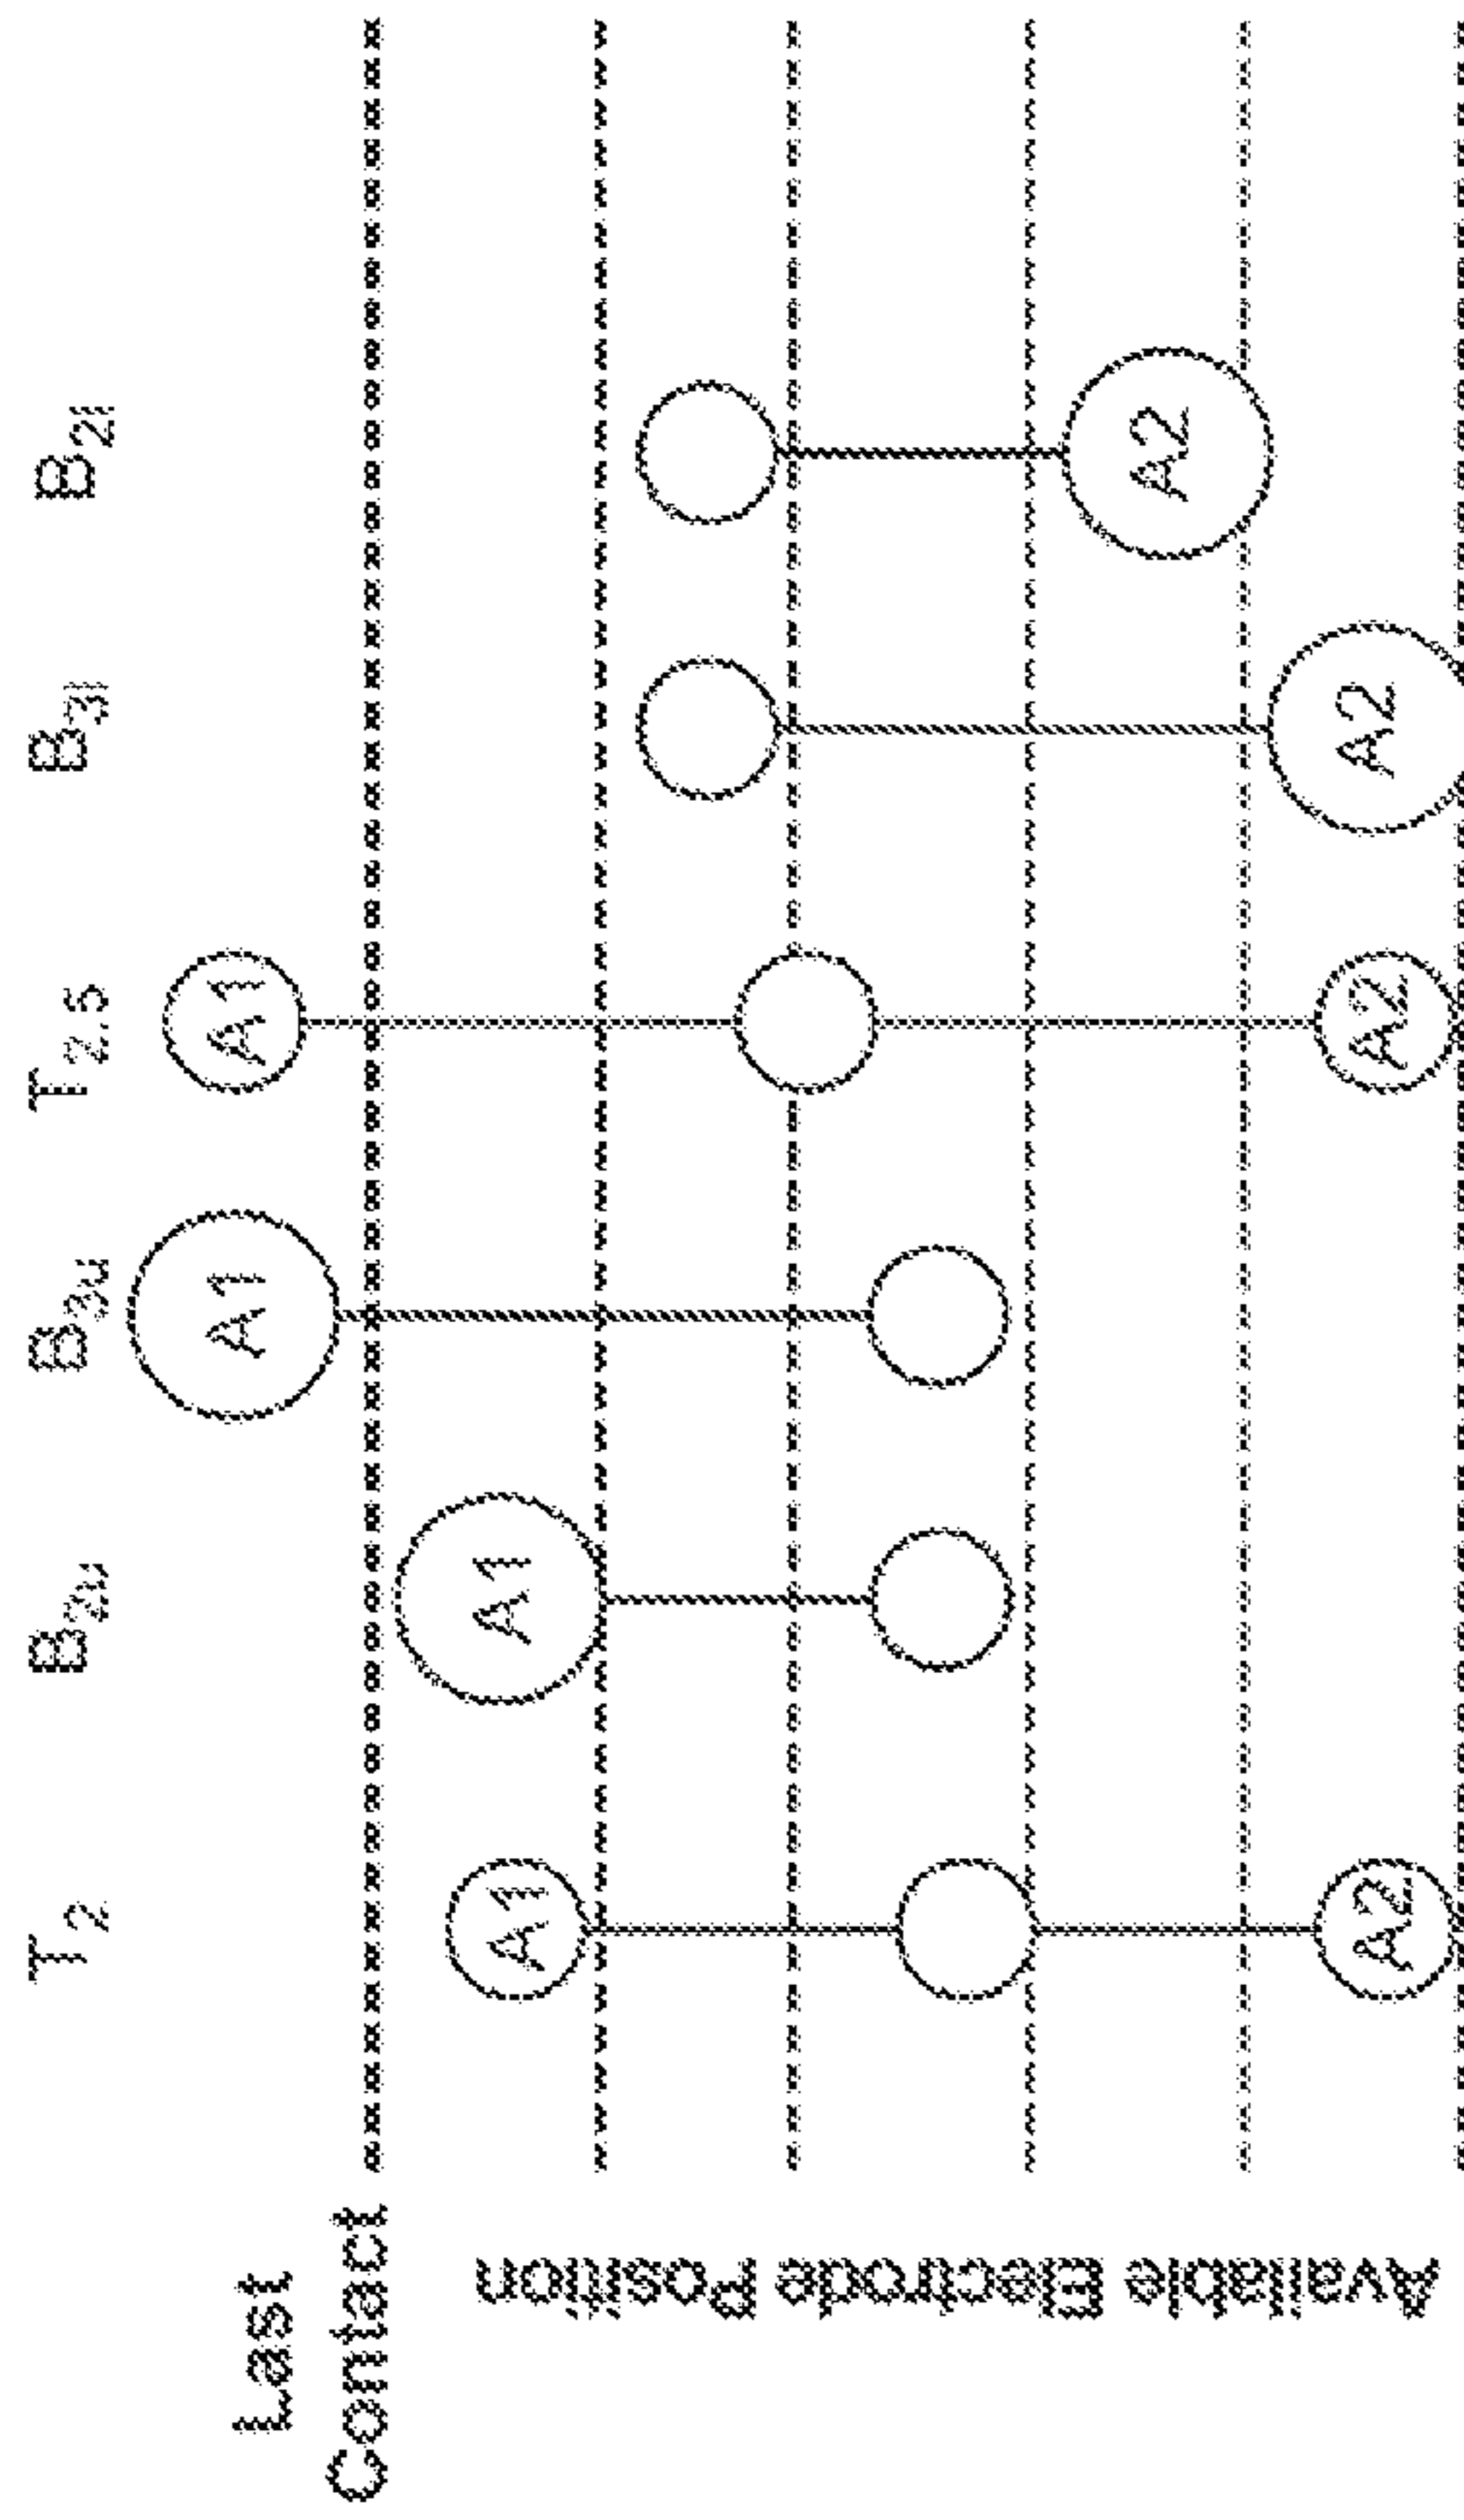 T2 B2u B3u T2.5 B3l B2l
Last
Contact
Available Electrode Position
A1 A1 A1 A1
A2 A2 A2 A2